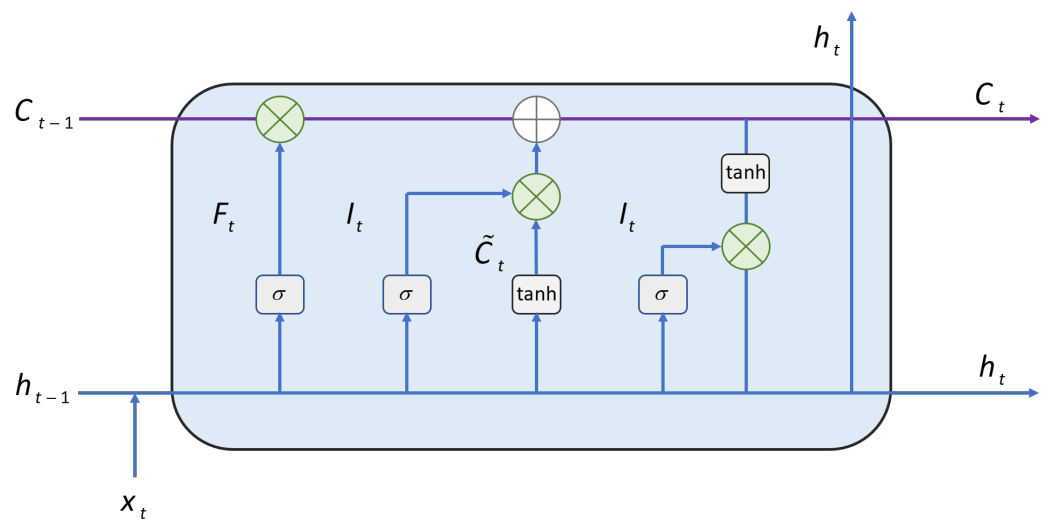 h t
C t-1
C t
tanh
F t
I t
I t
C̃ t
σ
σ
tanh
σ
h t-1
h t
x t